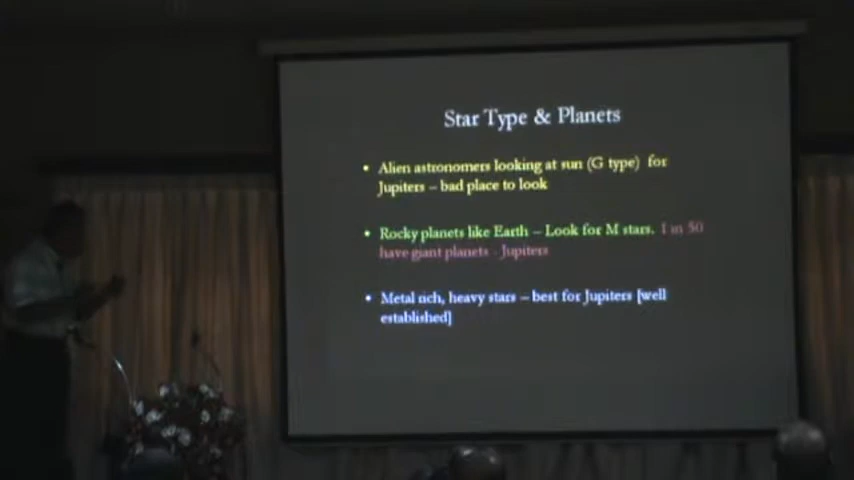 Star Type & Planets
• Alien astronomers looking at sun (G type) for
Jupiters – bad place to look
• Rocky planets like Earth – Look for M stars. 1 in 50
have giant planets - Jupiters
• Metal rich, heavy stars – best for Jupiters [well
established]